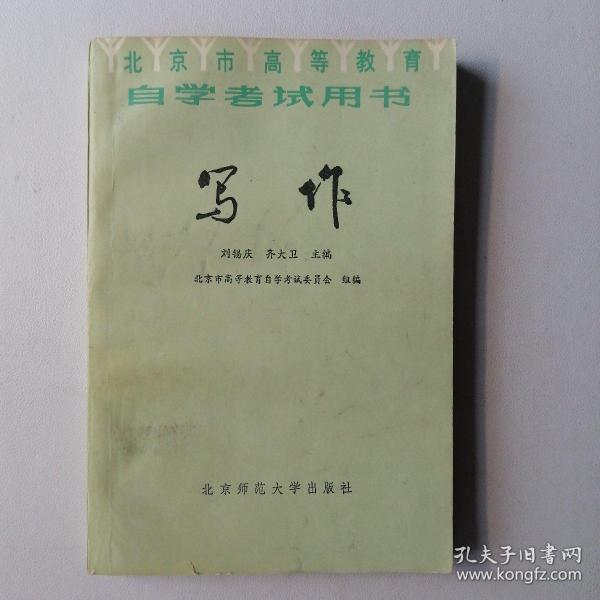 北京市高等教育
自学考试用书
写作
刘锡庆 齐大卫 主编
北京市高等教育自学考试委员会 组编
北京师范大学出版社
孔夫子旧書网
www.kongfz.com